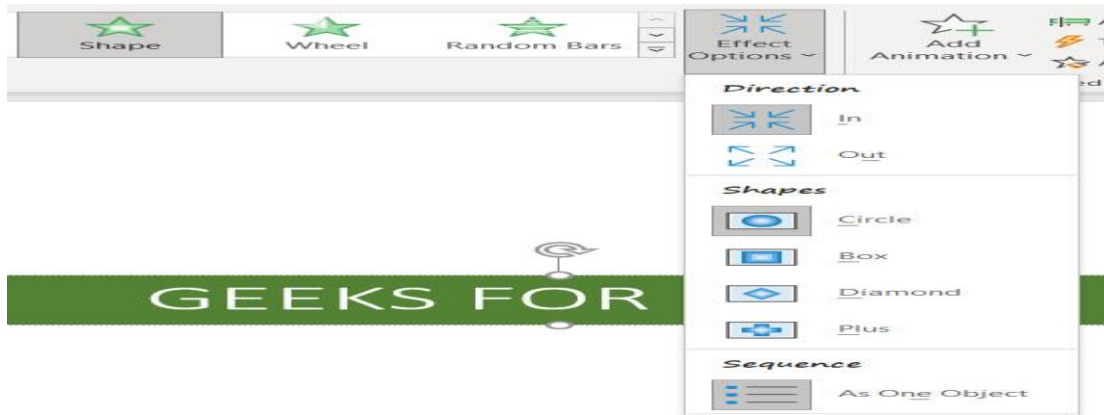 Shape
Wheel
Random Bars
Effect
Options
Add
Animation
A
T
A
ed
Direction
In
Out
Shapes
Circle
Box
Diamond
Plus
GEEKS FOR
Sequence
As One Object